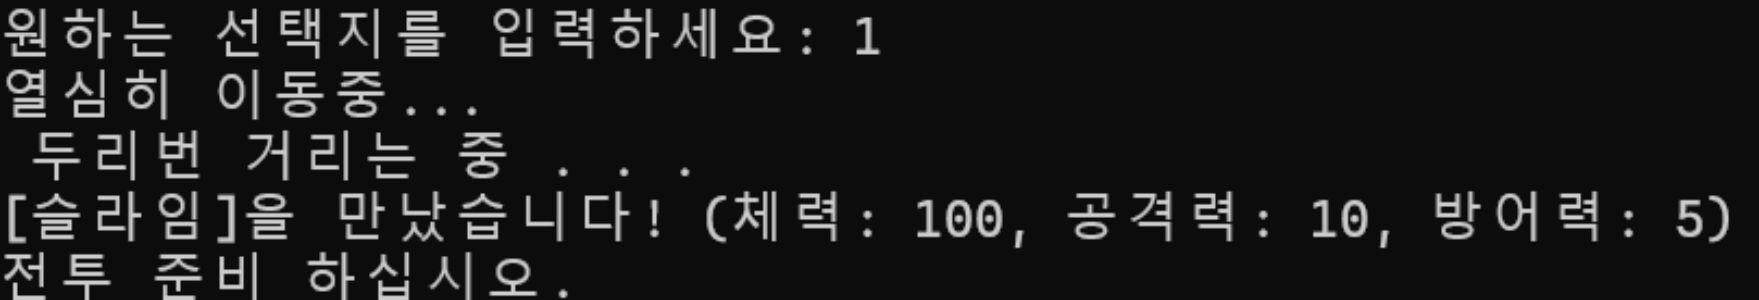 원하는 선택지를 입력하세요: 1
열심히 이동중...
두리번 거리는 중 . . .
[슬라임]을 만났습니다! (체력: 100, 공격력: 10, 방어력: 5)
전투 준비 하십시오.